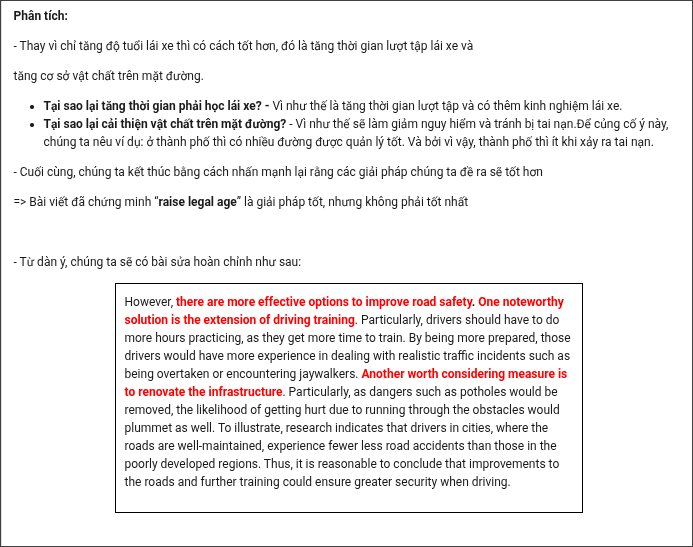 Phân tích:
- Thay vì chỉ tăng độ tuổi lái xe thì có cách tốt hơn, đó là tăng thời gian lượt tập lái xe và
tăng cơ sở vật chất trên mặt đường.
• Tại sao lại tăng thời gian phải học lái xe? - Vì như thế là tăng thời gian lượt tập và có thêm kinh nghiệm lái xe.
• Tại sao lại cải thiện vật chất trên mặt đường? - Vì như thế sẽ làm giảm nguy hiểm và tránh bị tai nạn.Để củng cố ý này,
chúng ta nêu ví dụ: ở thành phố thì có nhiều đường được quản lý tốt. Và bởi vì vậy, thành phố thì ít khi xảy ra tai nạn.
- Cuối cùng, chúng ta kết thúc bằng cách nhấn mạnh lại rằng các giải pháp chúng ta đề ra sẽ tốt hơn
=> Bài viết đã chứng minh “raise legal age” là giải pháp tốt, nhưng không phải tốt nhất
- Từ dàn ý, chúng ta sẽ có bài sửa hoàn chỉnh như sau:
However, there are more effective options to improve road safety. One noteworthy
solution is the extension of driving training. Particularly, drivers should have to do
more hours practicing, as they get more time to train. By being more prepared, those
drivers would have more experience in dealing with realistic traffic incidents such as
being overtaken or encountering jaywalkers. Another worth considering measure is
to renovate the infrastructure. Particularly, as dangers such as potholes would be
removed, the likelihood of getting hurt due to running through the obstacles would
plummet as well. To illustrate, research indicates that drivers in cities, where the
roads are well-maintained, experience fewer less road accidents than those in the
poorly developed regions. Thus, it is reasonable to conclude that improvements to
the roads and further training could ensure greater security when driving.